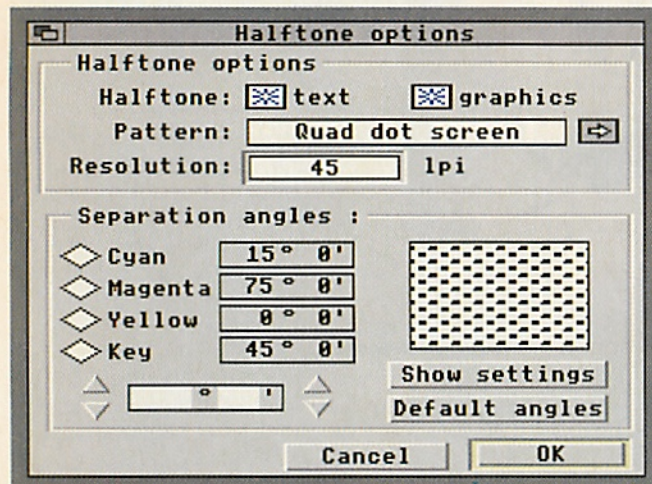 Halftone options
Halftone options
Halftone: text graphics
Pattern: Quad dot screen
Resolution: 45 lpi
Separation angles :
Cyan 15° 0'
Magenta 75° 0'
Yellow 0° 0'
Key 45° 0'
° '
Show settings
Default angles
Cancel OK